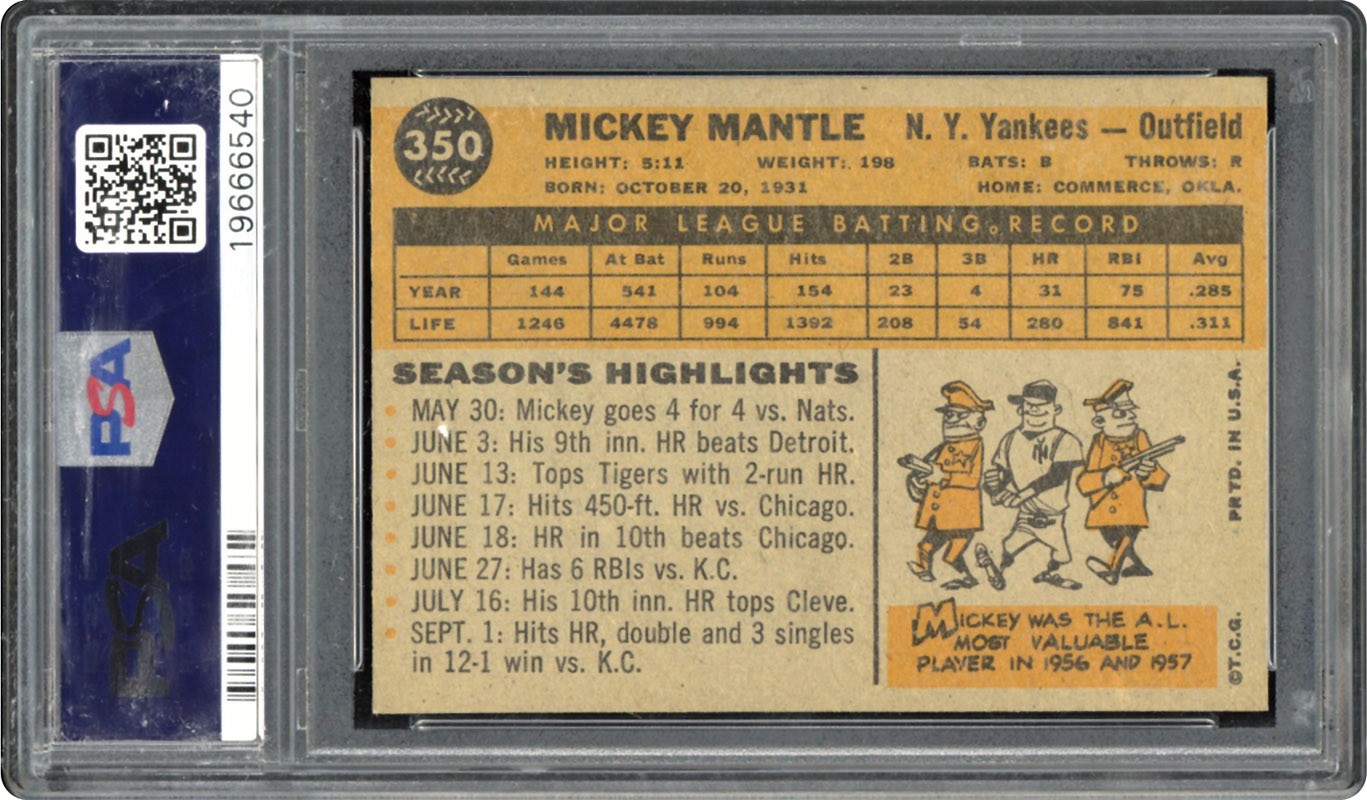 PSA
19666540
PSA
350
MICKEY MANTLE N. Y. Yankees — Outfield
HEIGHT: 5:11 WEIGHT: 198 BATS: B THROWS: R
BORN: OCTOBER 20, 1931 HOME: COMMERCE, OKLA.
MAJOR LEAGUE BATTING RECORD
Games At Bat Runs Hits 2B 3B HR RBI Avg
YEAR 144 541 104 154 23 4 31 75 .285
LIFE 1246 4478 994 1392 208 54 280 841 .311
SEASON'S HIGHLIGHTS
• MAY 30: Mickey goes 4 for 4 vs. Nats.
• JUNE 3: His 9th inn. HR beats Detroit.
• JUNE 13: Tops Tigers with 2-run HR.
• JUNE 17: Hits 450-ft. HR vs. Chicago.
• JUNE 18: HR in 10th beats Chicago.
• JUNE 27: Has 6 RBIs vs. K.C.
• JULY 16: His 10th inn. HR tops Cleve.
• SEPT. 1: Hits HR, double and 3 singles
in 12-1 win vs. K.C.
NY
MICKEY WAS THE A.L.
MOST VALUABLE
PLAYER IN 1956 AND 1957
©T.C.G. PRTD. IN U.S.A.